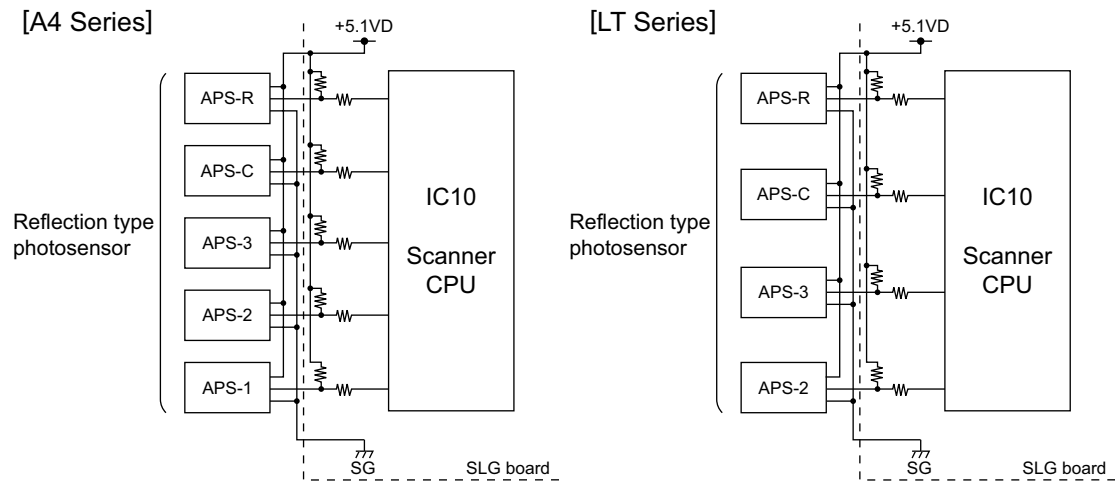 [A4 Series]
+5.1VD
APS-R
APS-C
APS-3
APS-2
APS-1
Reflection type
photosensor
IC10
Scanner
CPU
SG
SLG board
[LT Series]
+5.1VD
APS-R
APS-C
APS-3
APS-2
Reflection type
photosensor
IC10
Scanner
CPU
SG
SLG board